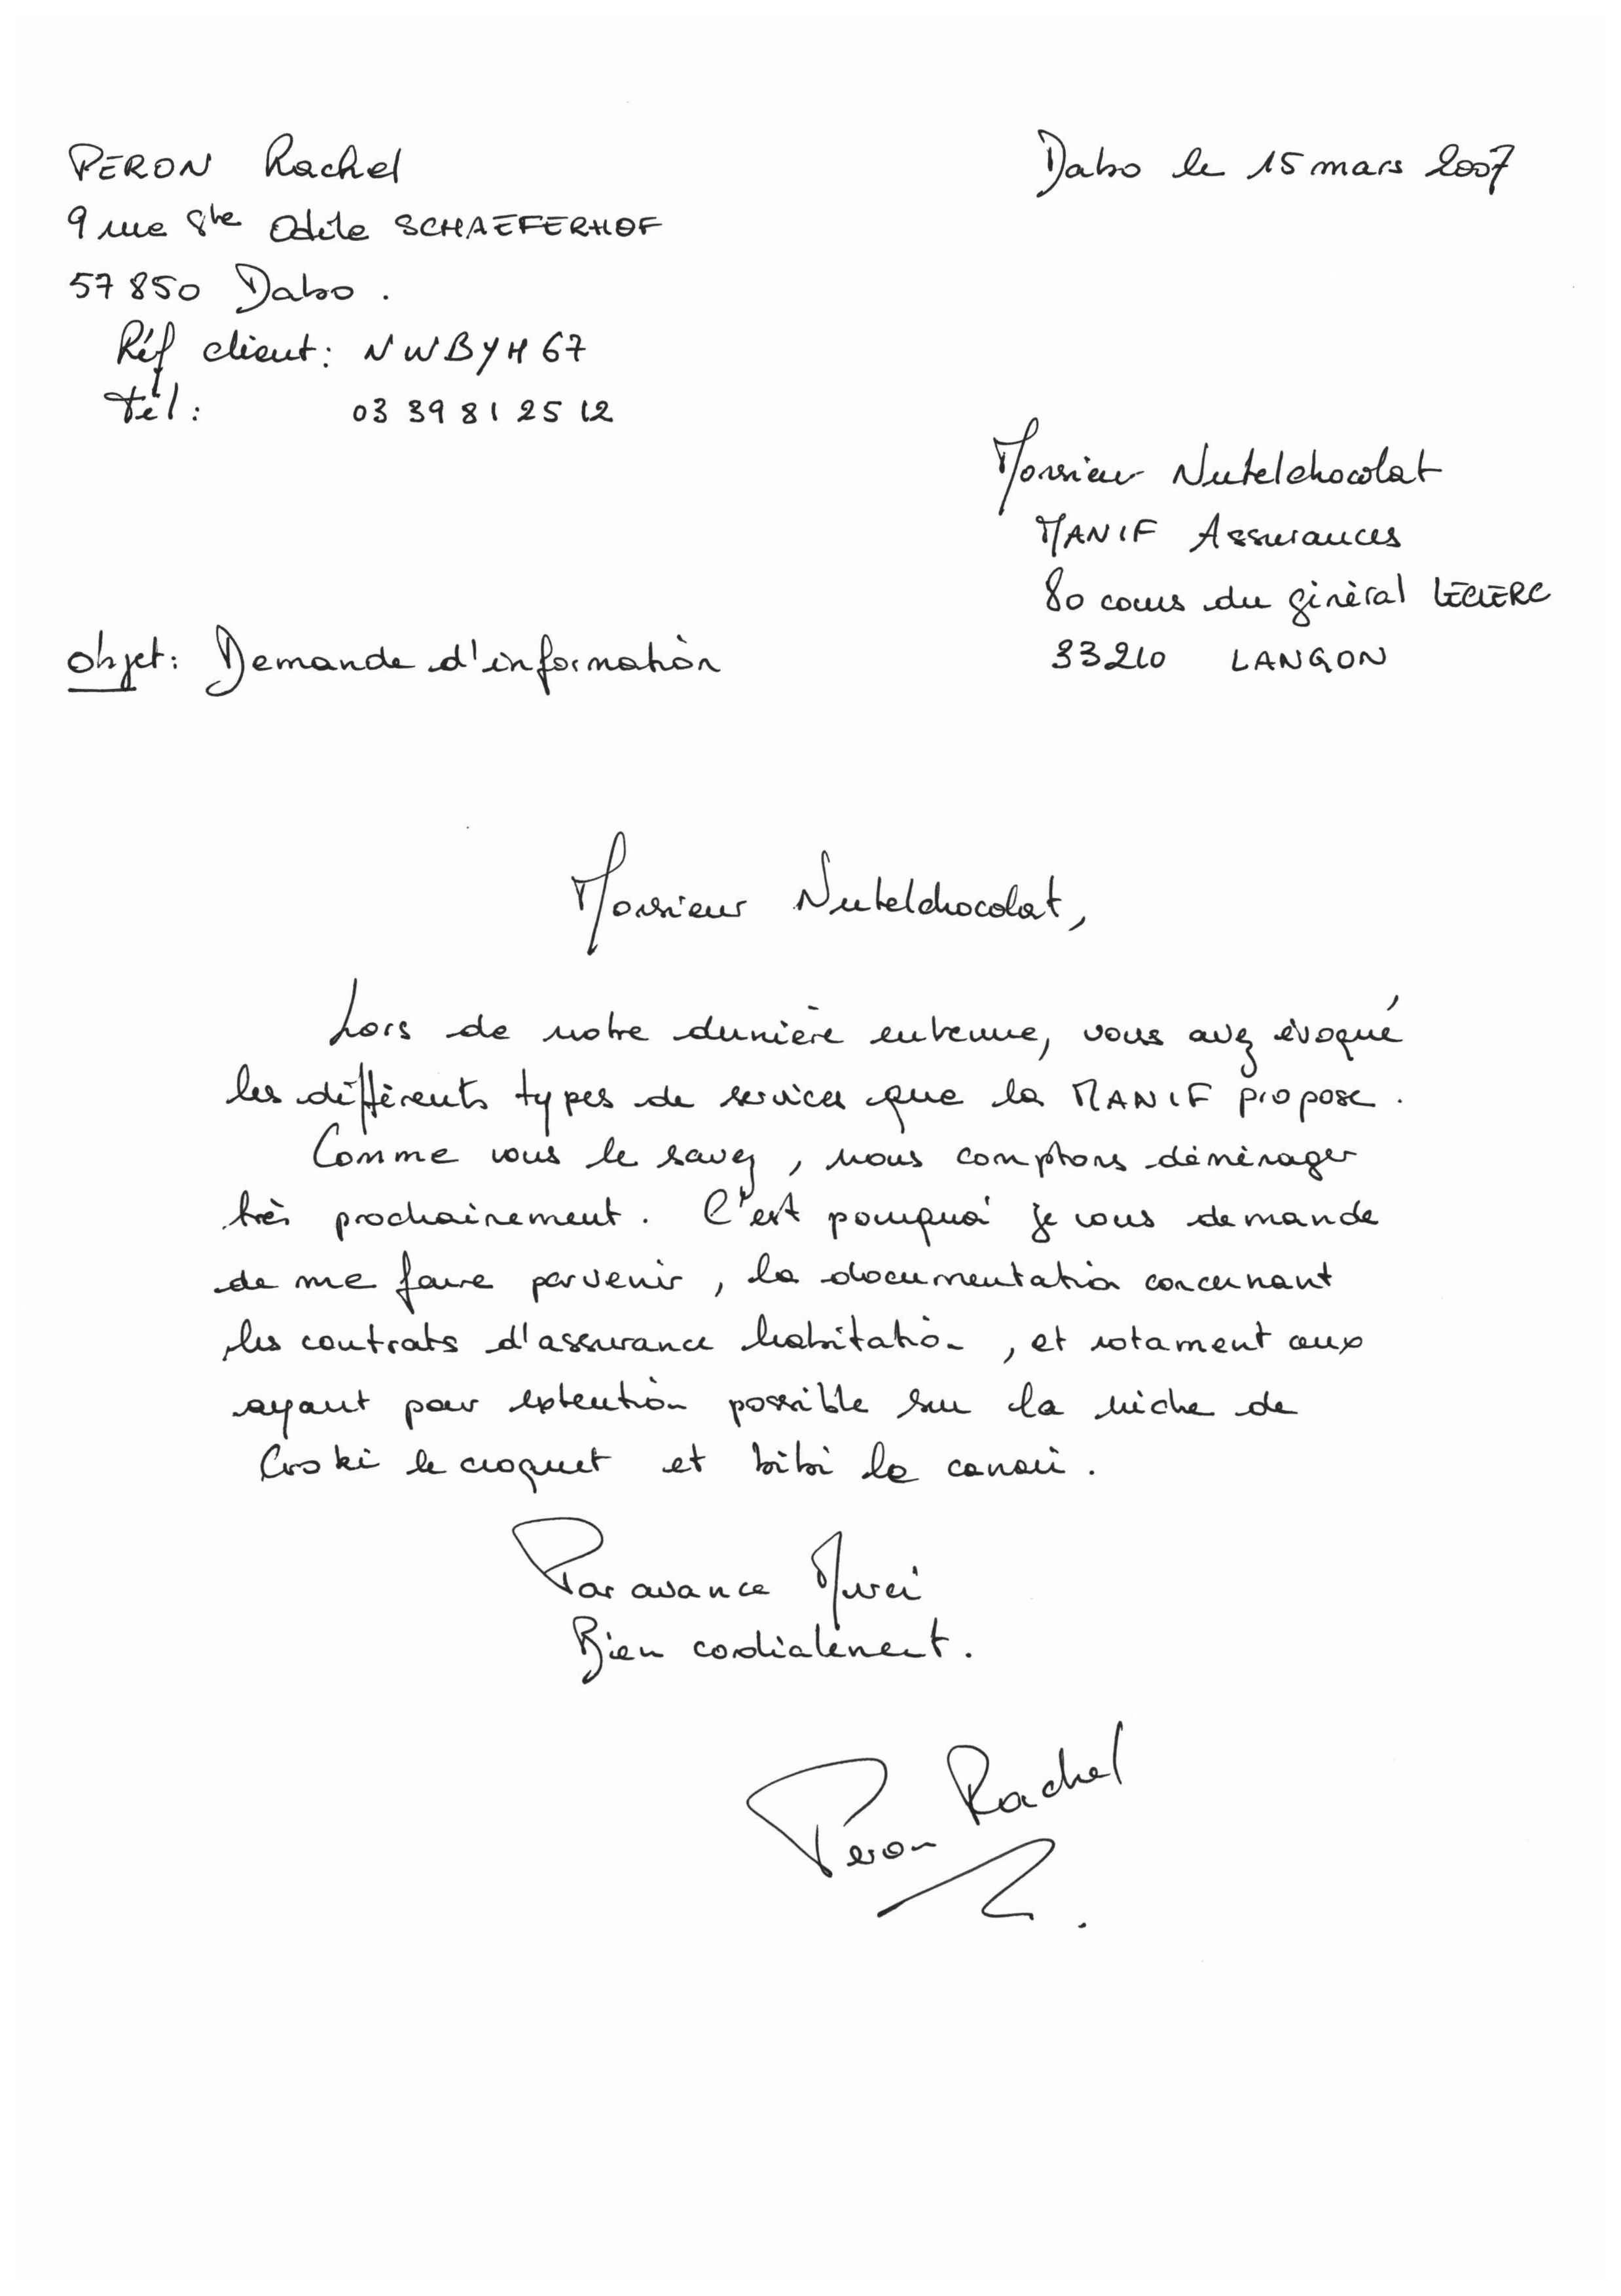 PERON Rachel
9 rue Ste Odile SCHAEFERHOF
57850 Dabo.
Réf client: NWBYH67
Tél: 03 39 81 25 12
Dabo le 15 mars 2007
Monsieur Nutelchocolat
MANIF Assurances
80 cours du général LECLERC
33210 LANGON
objet: Demande d'information
Monsieur Nutelchocolat,
Lors de notre dernière entrevue, vous avez évoqué
les différents types de services que la MANIF propose.
Comme vous le savez, nous comptons déménager
très prochainement. C'est pourquoi je vous demande
de me faire parvenir, la documentation concernant
les contrats d'assurance habitation, et notament ceux
ayant pour extention possible sur la niche de
Croki le croquet et bibi le canari.
Par avance Merci
Bien cordialement.
Peron Rachel